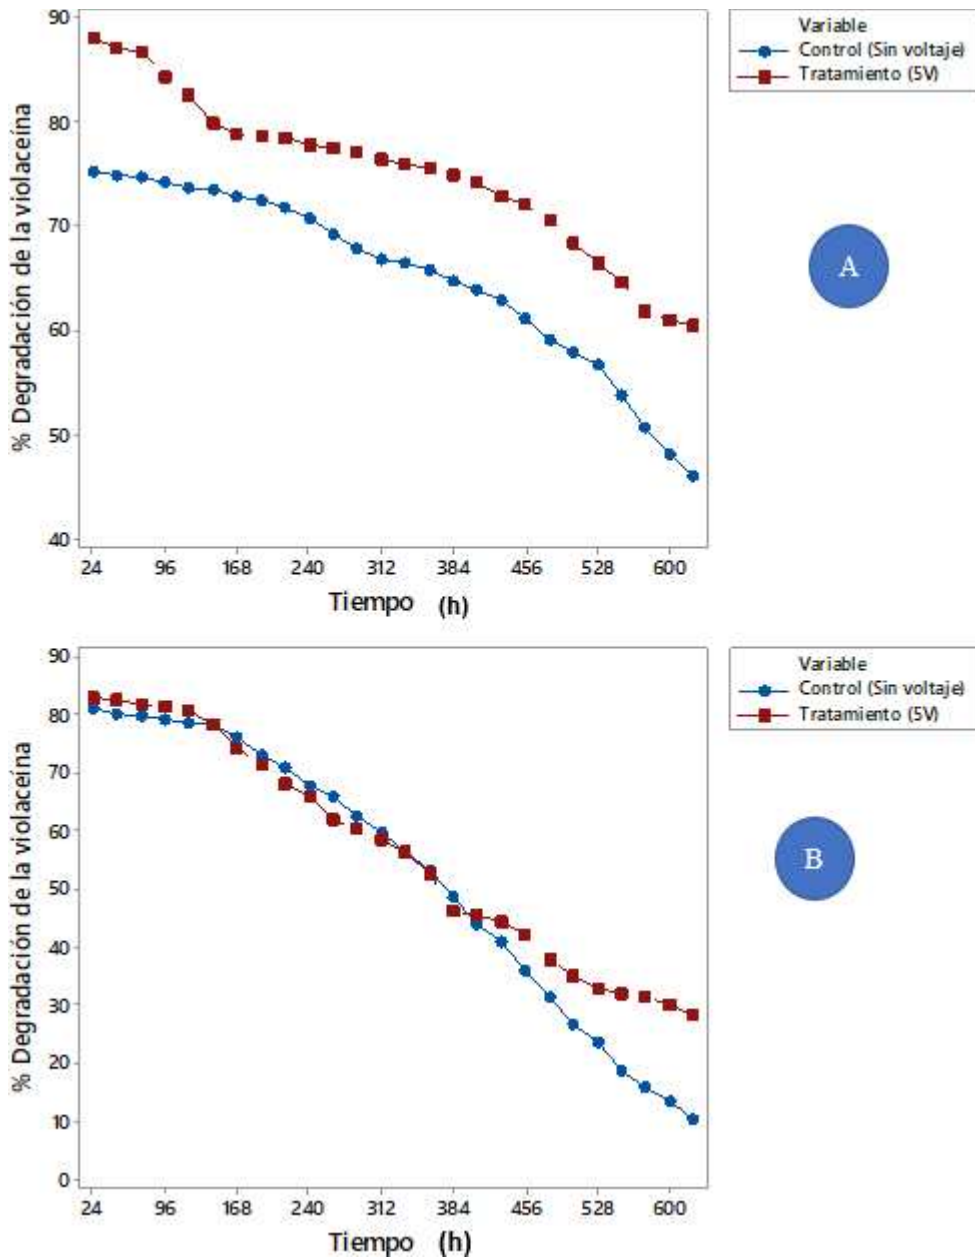 90
80
70
60
50
40
% Degradación de la violaceína
24 96 168 240 312 384 456 528 600
Tiempo (h)
Variable
Control (Sin voltaje)
Tratamiento (5V)
A
90
80
70
60
50
40
30
20
10
0
% Degradación de la violaceína
24 96 168 240 312 384 456 528 600
Tiempo (h)
Variable
Control (Sin voltaje)
Tratamiento (5V)
B